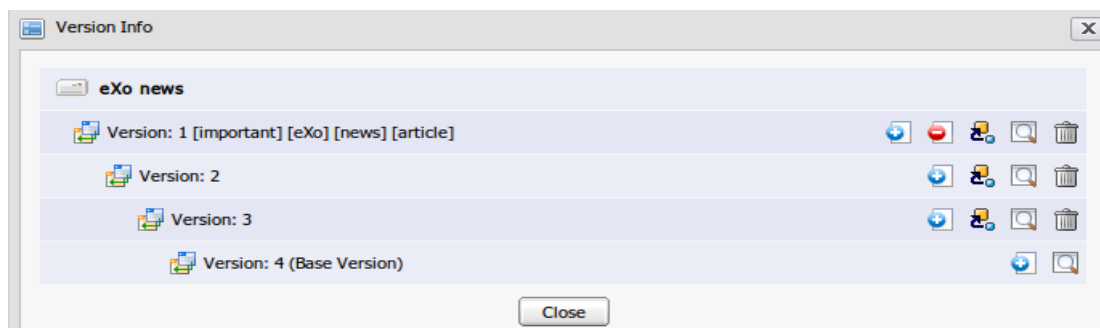 Version Info
eXo news
Version: 1 [important] [eXo] [news] [article]
Version: 2
Version: 3
Version: 4 (Base Version)
Close